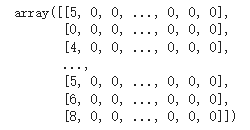 array([[5, 0, 0, ..., 0, 0, 0],
       [0, 0, 0, ..., 0, 0, 0],
       [4, 0, 0, ..., 0, 0, 0],
       ...,
       [5, 0, 0, ..., 0, 0, 0],
       [6, 0, 0, ..., 0, 0, 0],
       [8, 0, 0, ..., 0, 0, 0]])